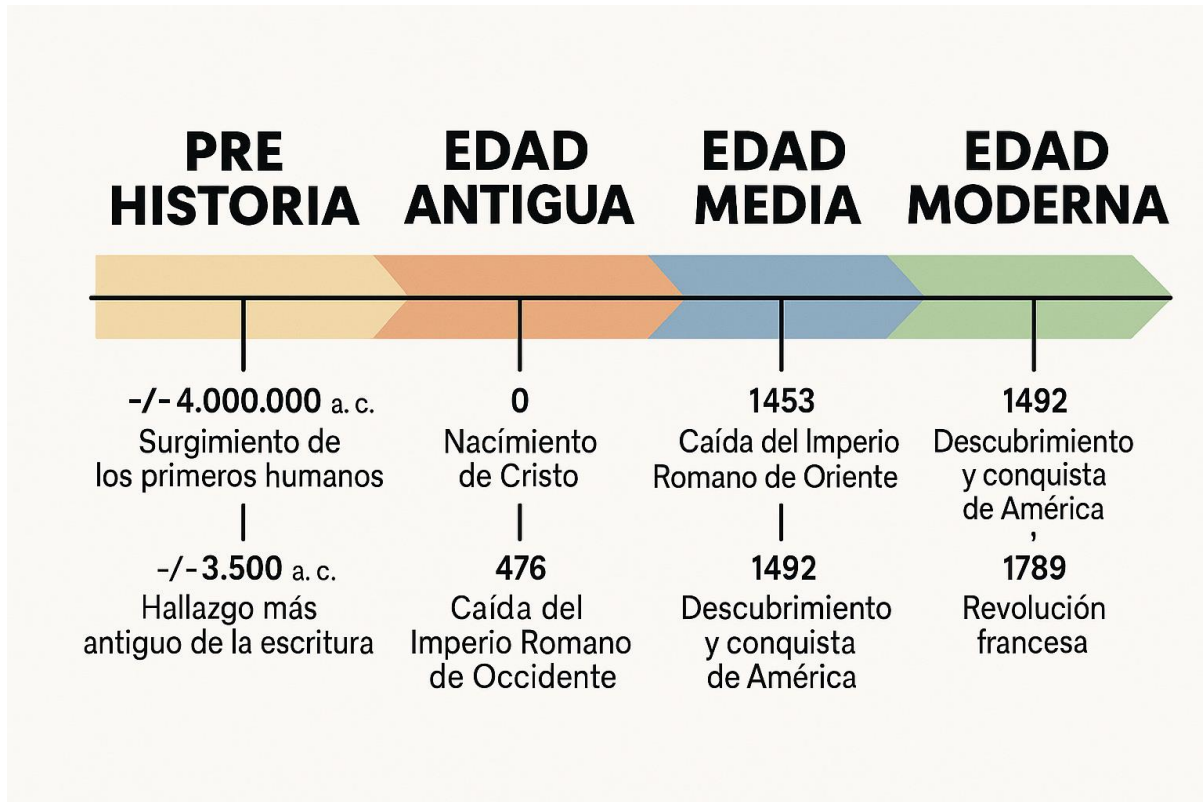 PRE
HISTORIA
EDAD
ANTIGUA
EDAD
MEDIA
EDAD
MODERNA
-/- 4.000.000 a. c.
Surgimiento de
los primeros humanos
-/- 3.500 a. c.
Hallazgo más
antiguo de la escritura
0
Nacímiento
de Cristo
476
Caída del
Imperio Romano
de Occidente
1453
Caída del Imperio
Romano de Oriente
1492
Descubrimiento
y conquista
de América
1492
Descubrimiento
y conquista
de América
,
1789
Revolución
francesa